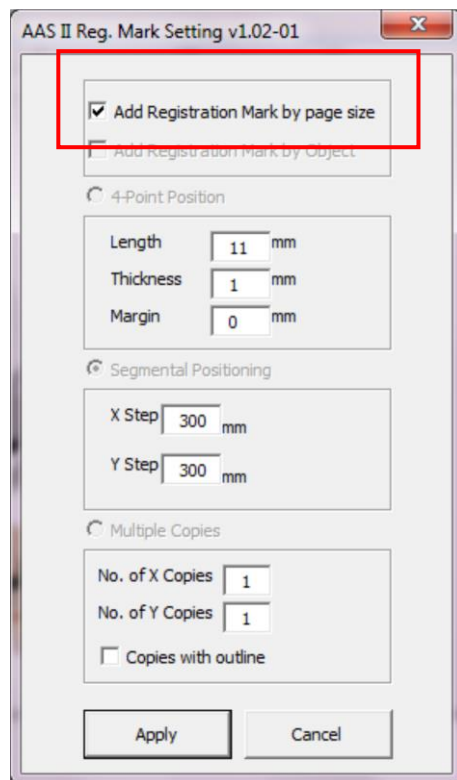 AAS II Reg. Mark Setting v1.02-01
Add Registration Mark by page size
Add Registration Mark by Object
4-Point Position
Length 11 mm
Thickness 1 mm
Margin 0 mm
Segmental Positioning
X Step 300 mm
Y Step 300 mm
Multiple Copies
No. of X Copies 1
No. of Y Copies 1
Copies with outline
Apply Cancel